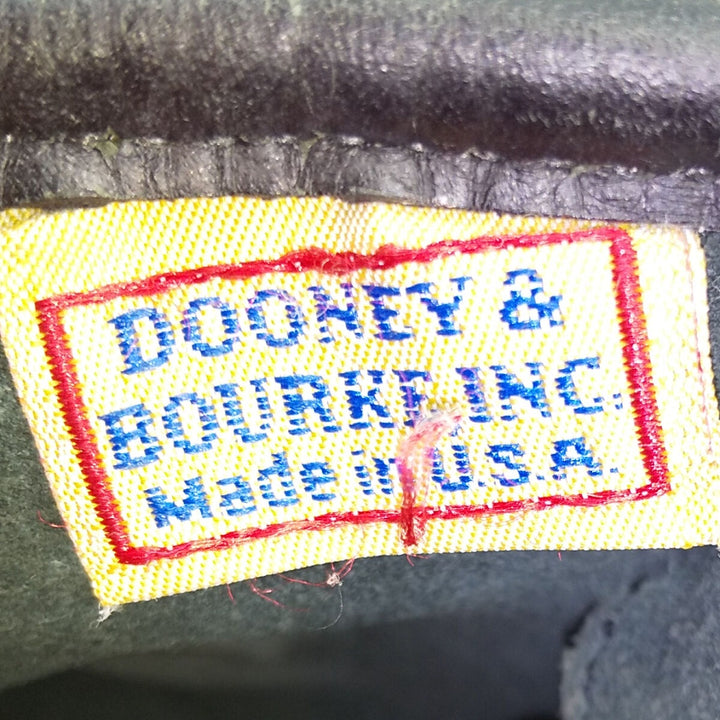 DOONEY &
BOURKE, INC.
Made in U.S.A.